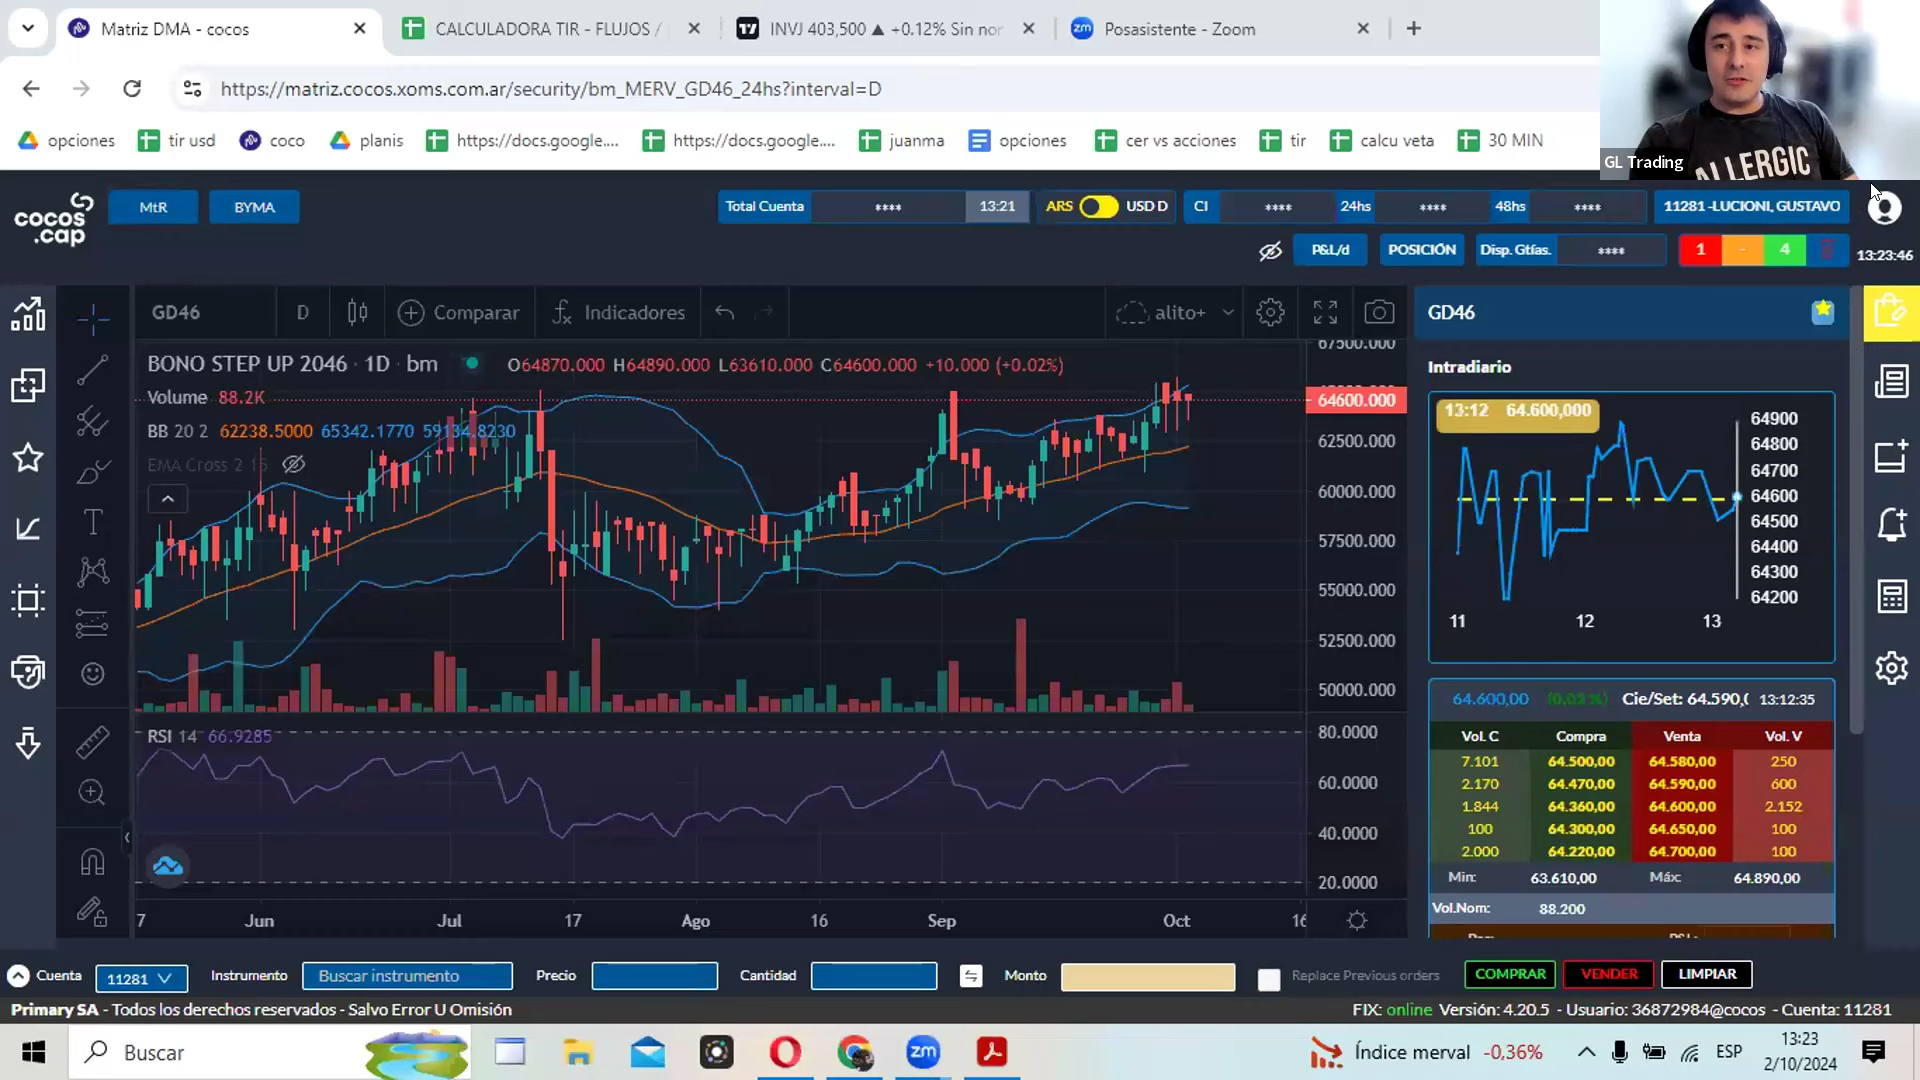 Matriz DMA - cocos
CALCULADORA TIR - FLUJOS /
INVJ 403,500 ▲ +0.12% Sin nor
Posasistente - Zoom
https://matriz.cocos.xoms.com.ar/security/bm_MERV_GD46_24hs?interval=D
opciones
tir usd
coco
planis
https://docs.google....
https://docs.google....
juanma
opciones
cer vs acciones
tir
calcu veta
30 MIN
ALLERGIC
GL Trading
cocos
.cap
MtR
BYMA
Total Cuenta
****
13:21
ARS
USD D
CI
****
24hs
****
48hs
****
11281 -LUCIONI, GUSTAVO
P&L/d
POSICIÓN
Disp. Gtías.
****
1
-
4
13:23:46
GD46
D
Comparar
Indicadores
alito+
BONO STEP UP 2046 · 1D · bm
O64870.000 H64890.000 L63610.000 C64600.000 +10.000 (+0.02%)
Volume 88.2K
BB 20 2 62238.5000 65342.1770 59134.8230
EMA Cross 2 15
67500.000
64600.000
62500.000
60000.000
57500.000
55000.000
52500.000
50000.000
RSI 14 66.9285
80.0000
60.0000
40.0000
20.0000
7
Jun
Jul
17
Ago
16
Sep
Oct
16
GD46
Intradiario
13:12 64.600,000
64900
64800
64700
64600
64500
64400
64300
64200
11
12
13
64.600,00 (0,02 %) Cie/Set: 64.590,( 13:12:35
Vol. C Compra Venta Vol. V
7.101 64.500,00 64.580,00 250
2.170 64.470,00 64.590,00 600
1.844 64.360,00 64.600,00 2.152
100 64.300,00 64.650,00 100
2.000 64.220,00 64.700,00 100
Min: 63.610,00 Máx: 64.890,00
Vol.Nom: 88.200
Cuenta
11281
Instrumento
Buscar instrumento
Precio
Cantidad
Monto
Replace Previous orders
COMPRAR
VENDER
LIMPIAR
Primary SA - Todos los derechos reservados - Salvo Error U Omisión
FIX: online Versión: 4.20.5 - Usuario: 36872984@cocos - Cuenta: 11281
Buscar
zm
Índice merval -0,36%
ESP
13:23
2/10/2024